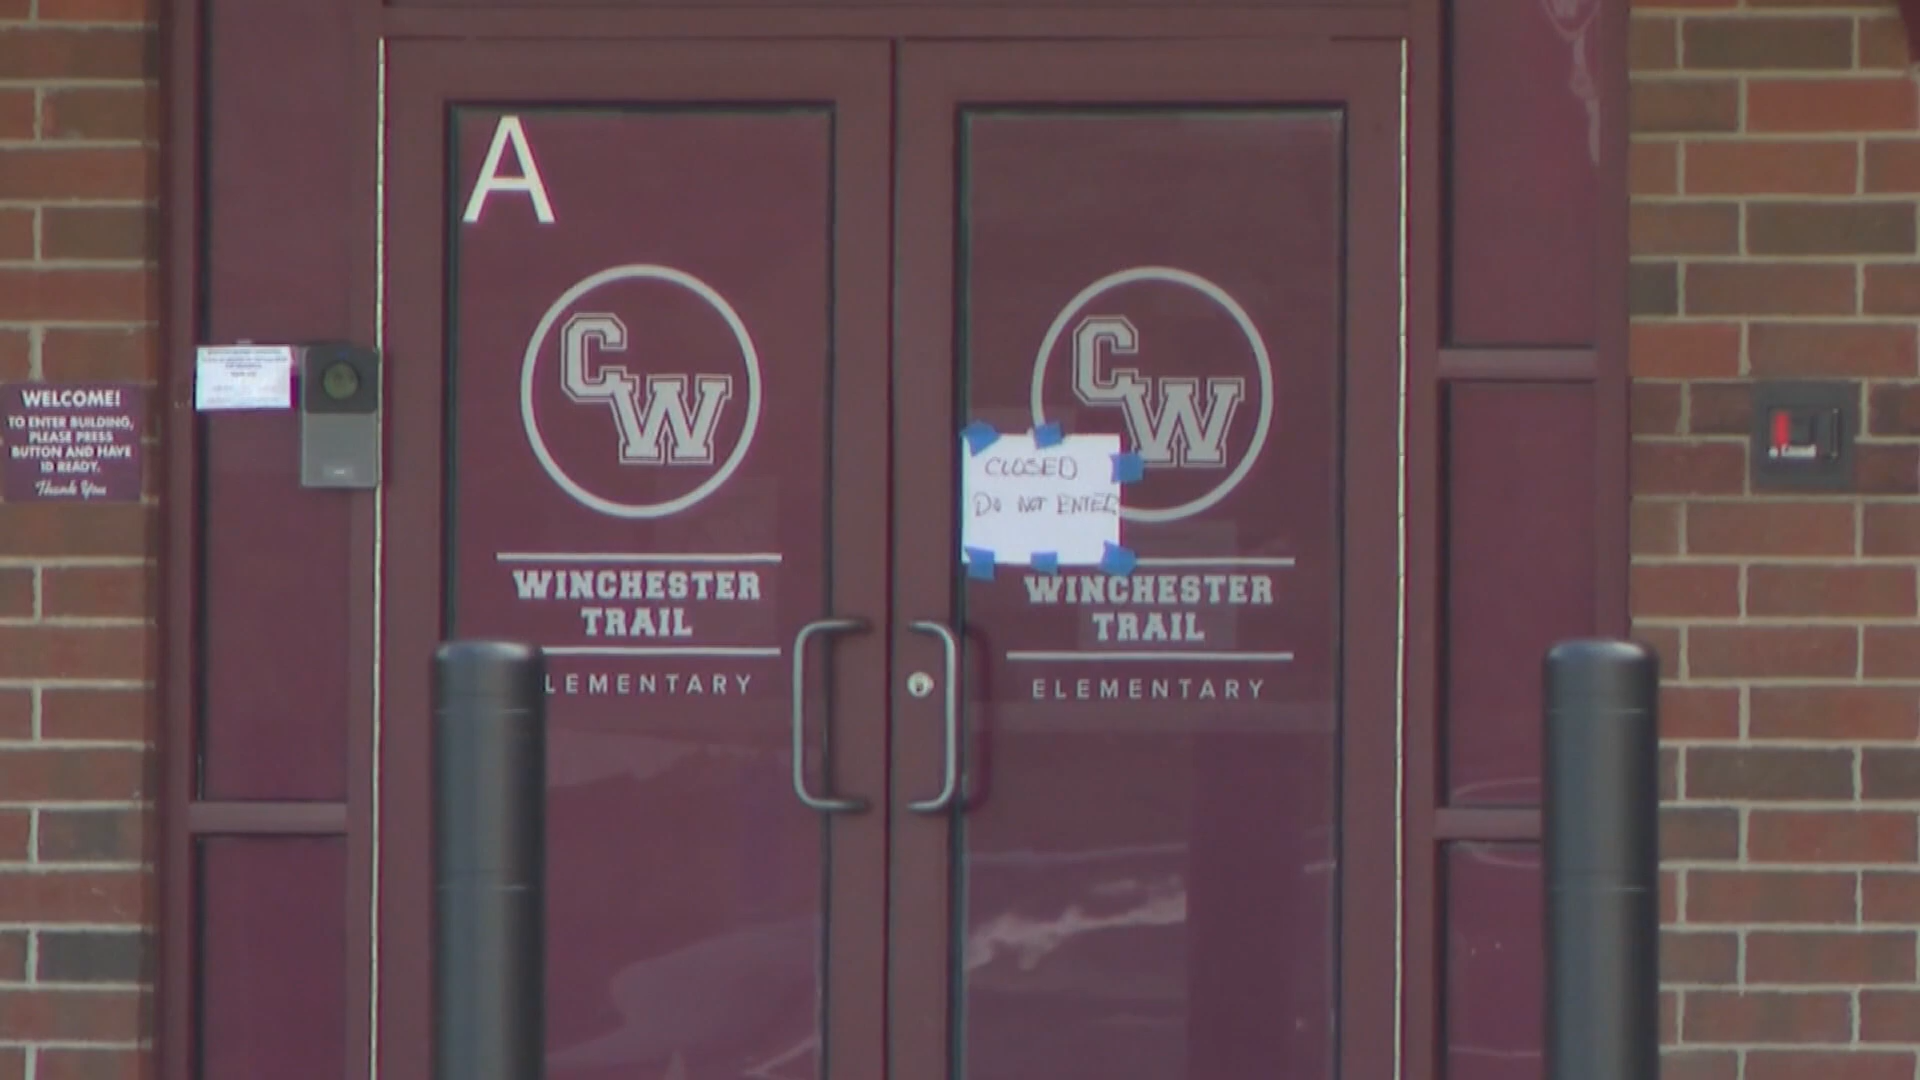 A
CW
WINCHESTER
TRAIL
LEMENTARY
CW
CLOSED
DO NOT ENTER
WINCHESTER
TRAIL
ELEMENTARY
WELCOME!
TO ENTER BUILDING,
PLEASE PRESS
BUTTON AND HAVE
ID READY.
Thank You